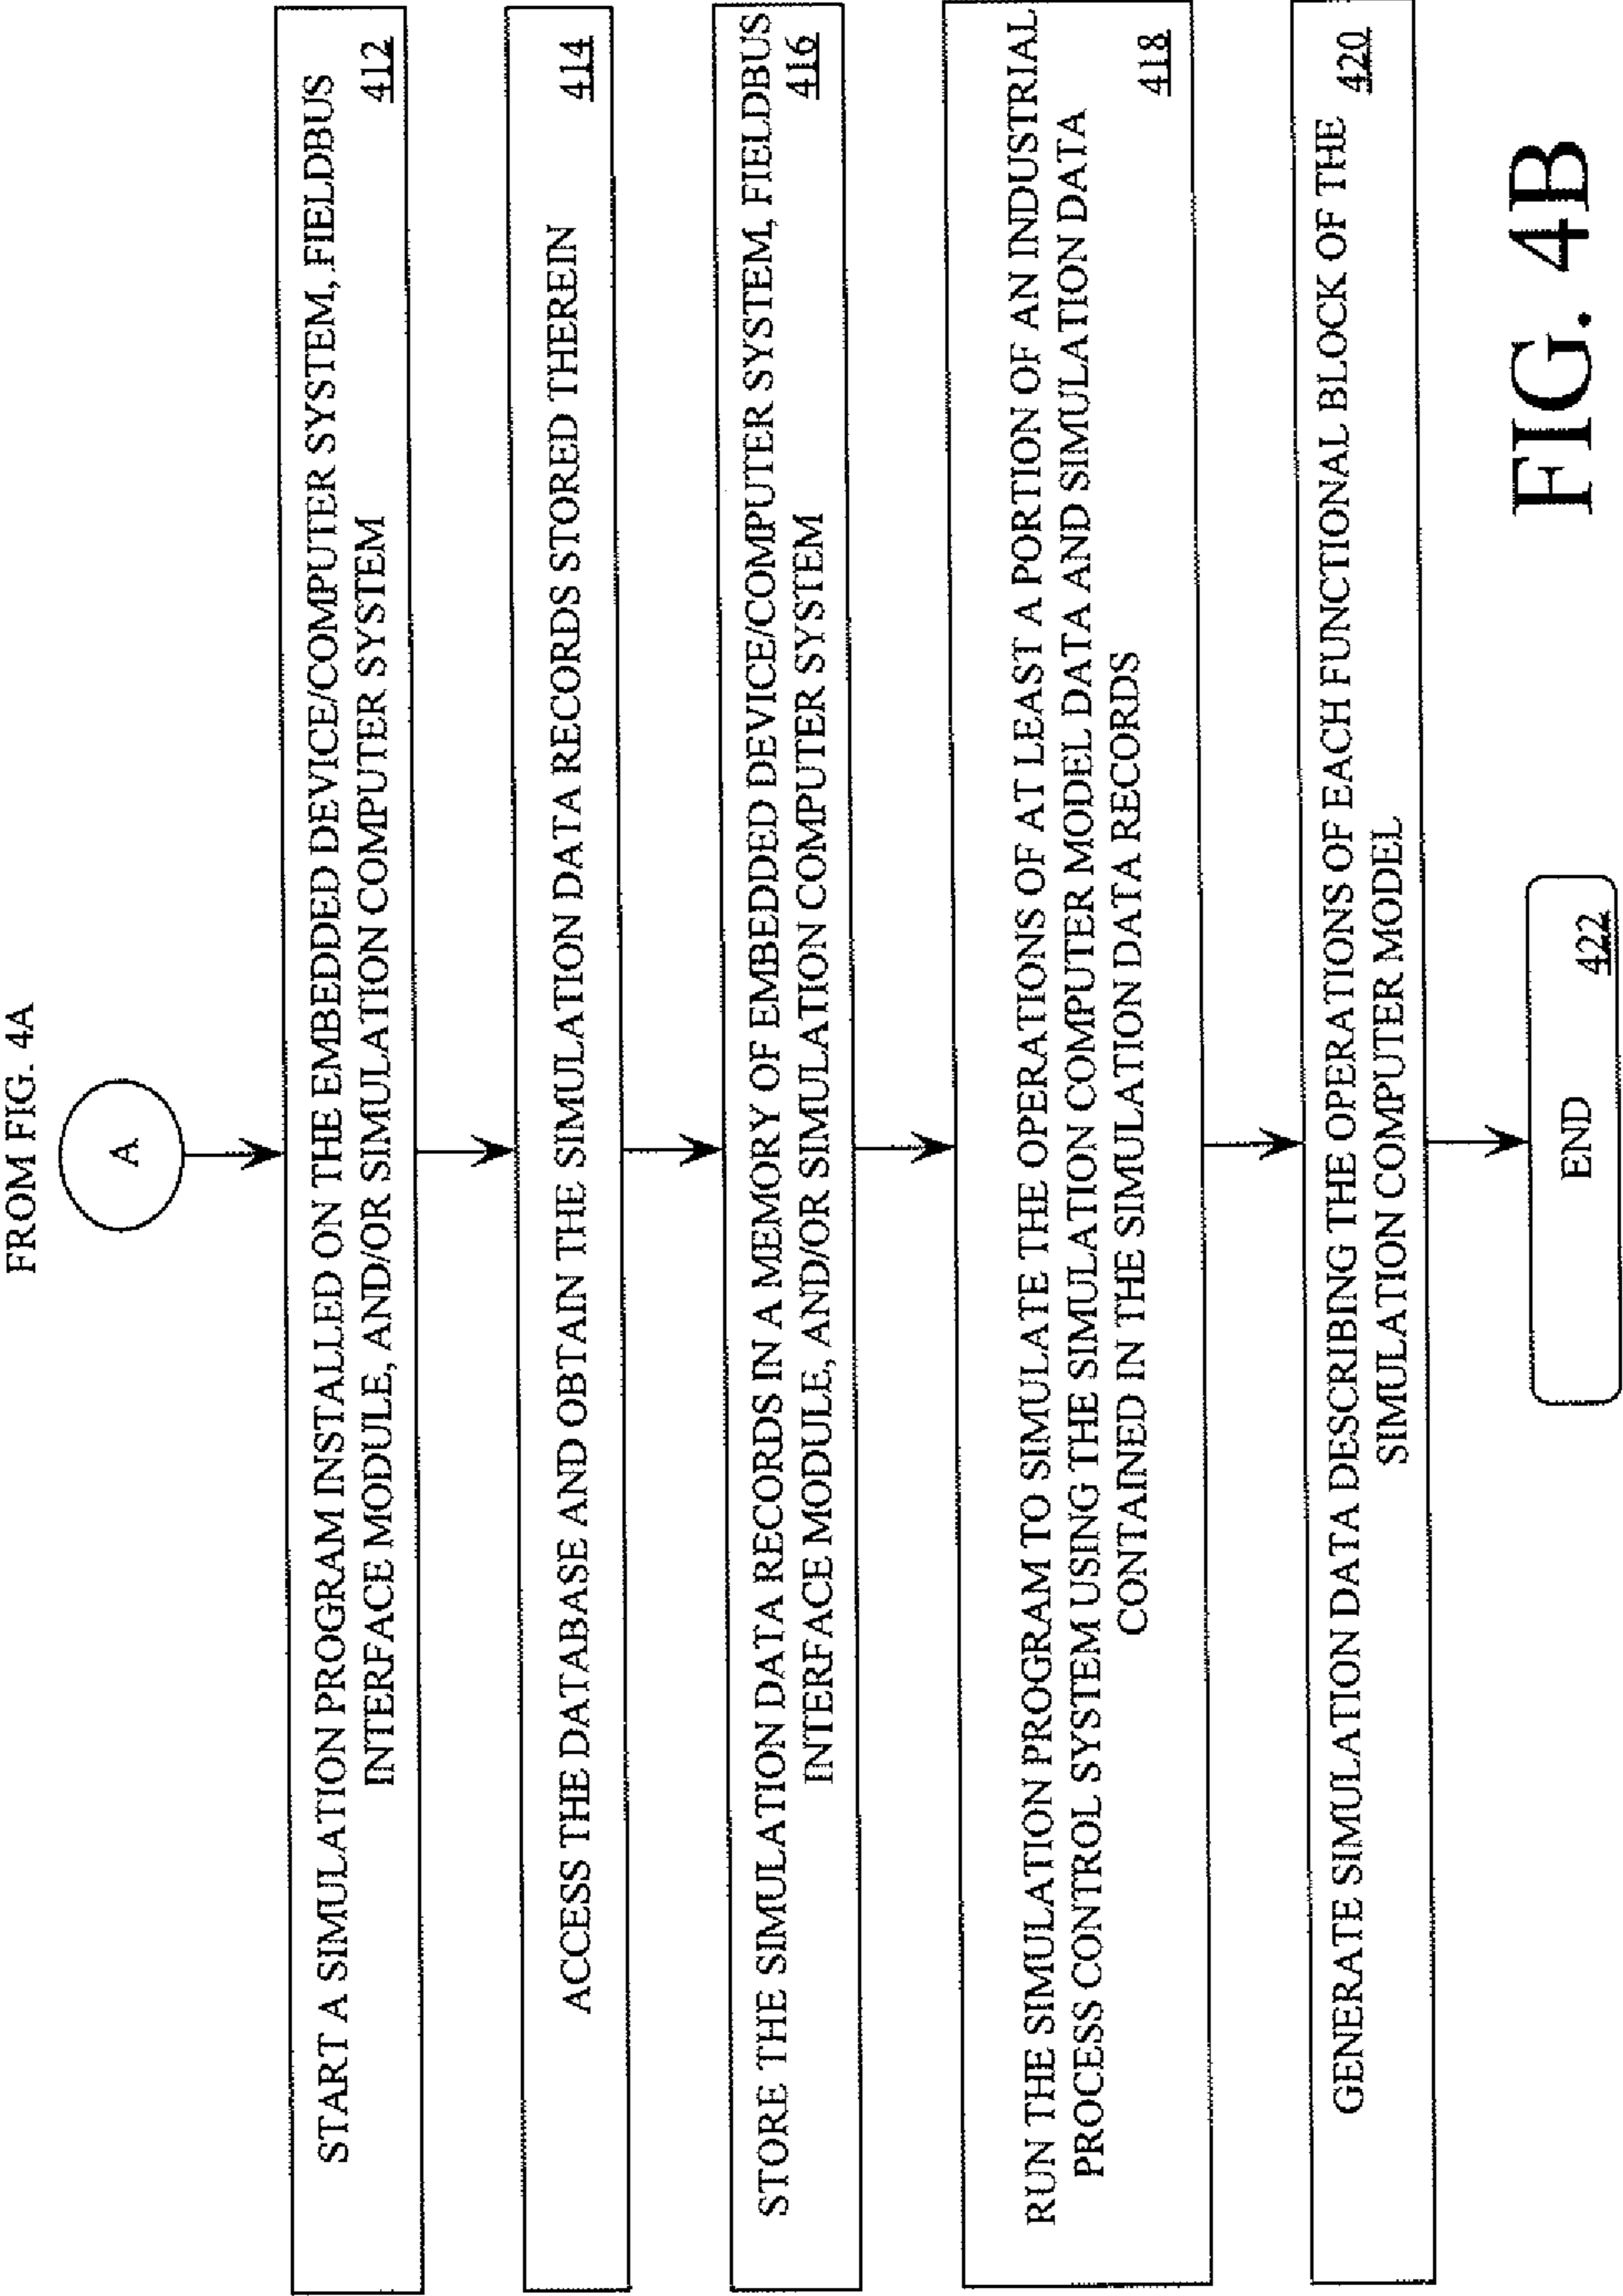 FROM FIG. 4A
A
START A SIMULATION PROGRAM INSTALLED ON THE EMBEDDED DEVICE/COMPUTER SYSTEM, FIELDBUS
INTERFACE MODULE, AND/OR SIMULATION COMPUTER SYSTEM
412
ACCESS THE DATABASE AND OBTAIN THE SIMULATION DATA RECORDS STORED THEREIN
414
STORE THE SIMULATION DATA RECORDS IN A MEMORY OF EMBEDDED DEVICE/COMPUTER SYSTEM, FIELDBUS
INTERFACE MODULE, AND/OR SIMULATION COMPUTER SYSTEM
416
RUN THE SIMULATION PROGRAM TO SIMULATE THE OPERATIONS OF AT LEAST A PORTION OF AN INDUSTRIAL
PROCESS CONTROL SYSTEM USING THE SIMULATION COMPUTER MODEL DATA AND SIMULATION DATA
CONTAINED IN THE SIMULATION DATA RECORDS
418
GENERATE SIMULATION DATA DESCRIBING THE OPERATIONS OF EACH FUNCTIONAL BLOCK OF THE
SIMULATION COMPUTER MODEL
420
END
422
FIG. 4B